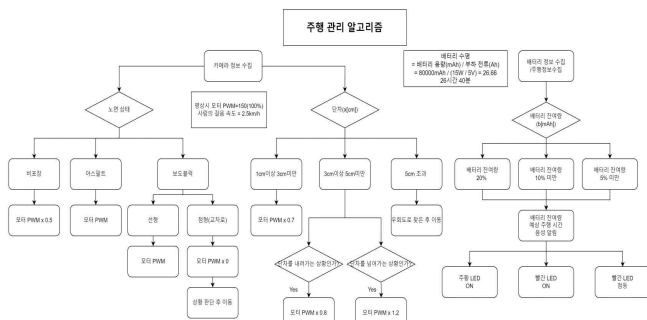 주행 관리 알고리즘
카메라 정보 수집
배터리 수명
= 배터리 용량(mAh) / 부하 전류(Ah)
= 80000mAh / (15W / 5V) = 26.66
26시간 40분
배터리 정보 수집
/주행정보수집
노면 상태
평상시 모터 PWM=150(100%)
사람의 걸음 속도 = 2.5km/h
단차(x[cm])
배터리 잔여량
(b[mAh])
비포장
아스팔트
보도블럭
1cm이상 3cm미만
3cm이상 5cm미만
5cm 초과
배터리 잔여량
20%
배터리 잔여량
10% 미만
배터리 잔여량
5% 미만
모터 PWM x 0.5
모터 PWM
선형
점형(교차로)
모터 PWM x 0.7
우회도로 찾은 후 이동
배터리 잔여량
예상 주행 시간
음성 알림
모터 PWM
모터 PWM x 0
단차를 내려가는 상황인가?
단차를 넘어가는 상황인가?
상황 판단 후 이동
Yes
Yes
주황 LED
ON
빨간 LED
ON
빨간 LED
점등
모터 PWM x 0.8
모터 PWM x 1.2